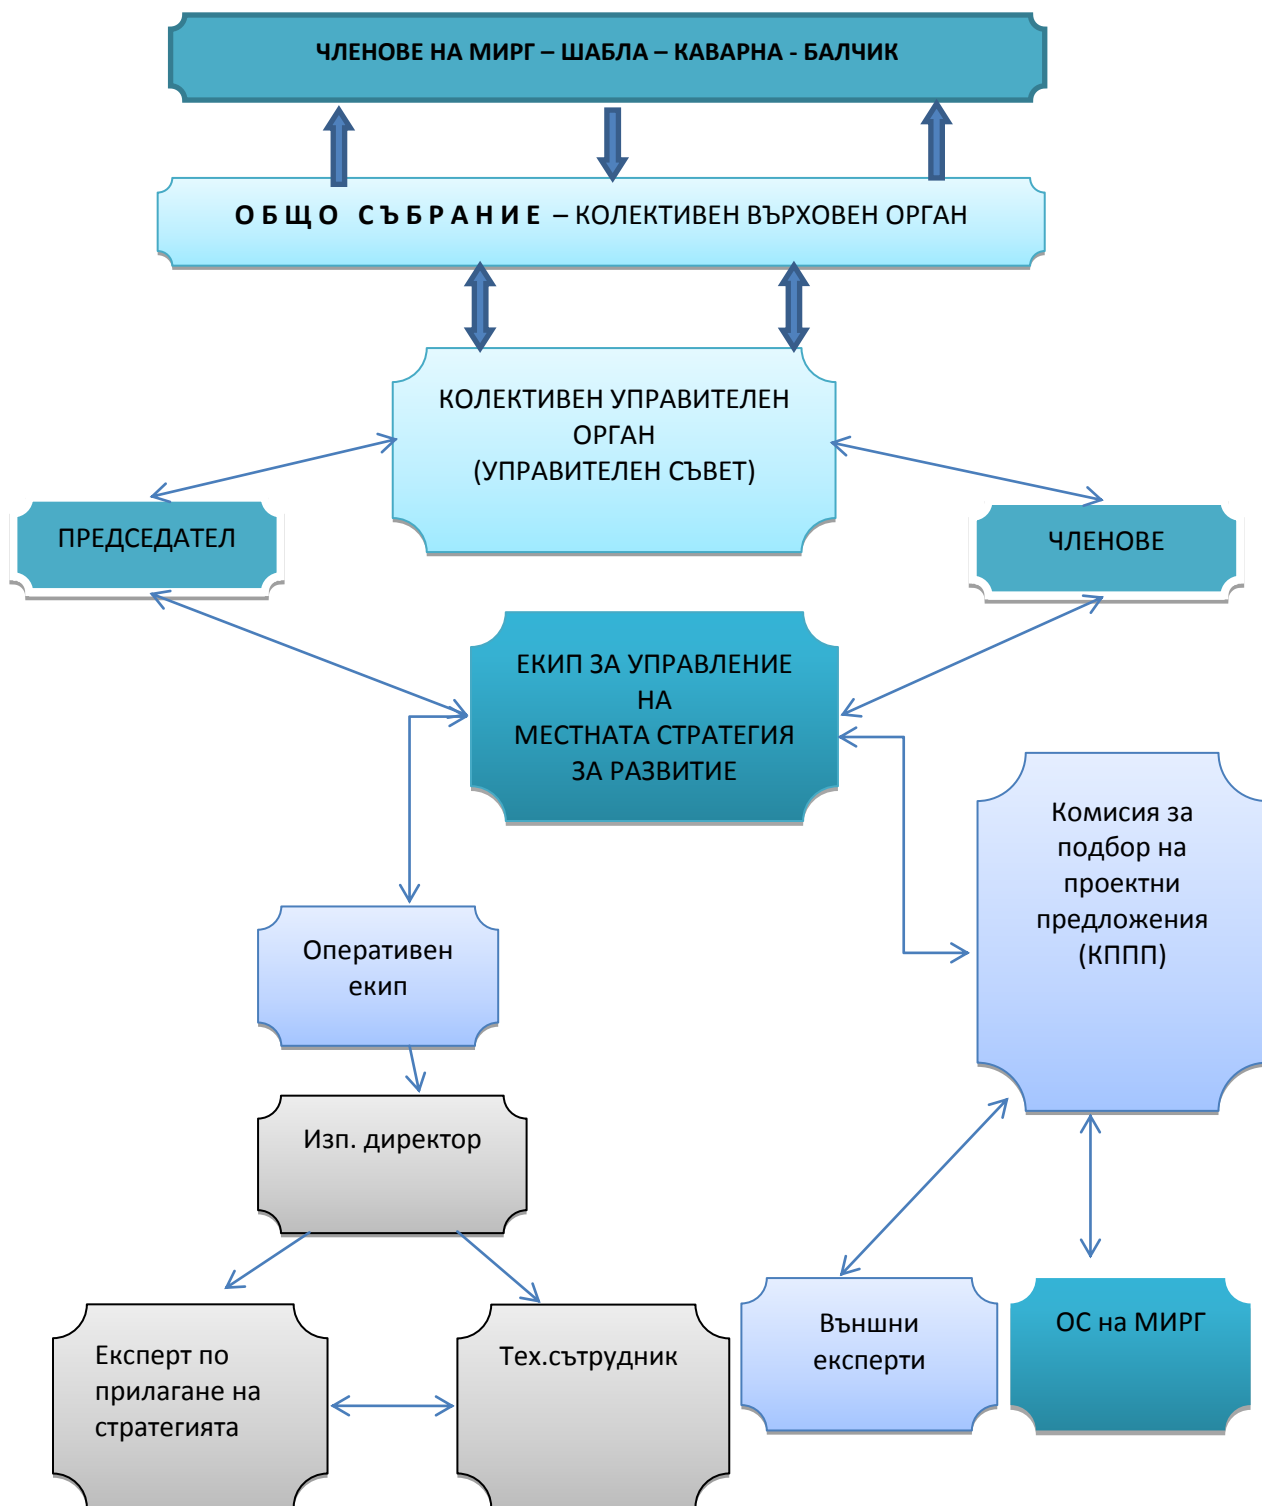 ЧЛЕНОВЕ НА МИРГ – ШАБЛА – КАВАРНА - БАЛЧИК
О Б Щ О С Ъ Б Р А Н И Е – КОЛЕКТИВЕН ВЪРХОВЕН ОРГАН
КОЛЕКТИВЕН УПРАВИТЕЛЕН
ОРГАН
(УПРАВИТЕЛЕН СЪВЕТ)
ПРЕДСЕДАТЕЛ
ЧЛЕНОВЕ
ЕКИП ЗА УПРАВЛЕНИЕ
НА
МЕСТНАТА СТРАТЕГИЯ
ЗА РАЗВИТИЕ
Комисия за
подбор на
проектни
предложения
(КППП)
Оперативен
екип
Изп. директор
Експерт по
прилагане на
стратегията
Тех.сътрудник
Външни
експерти
ОС на МИРГ